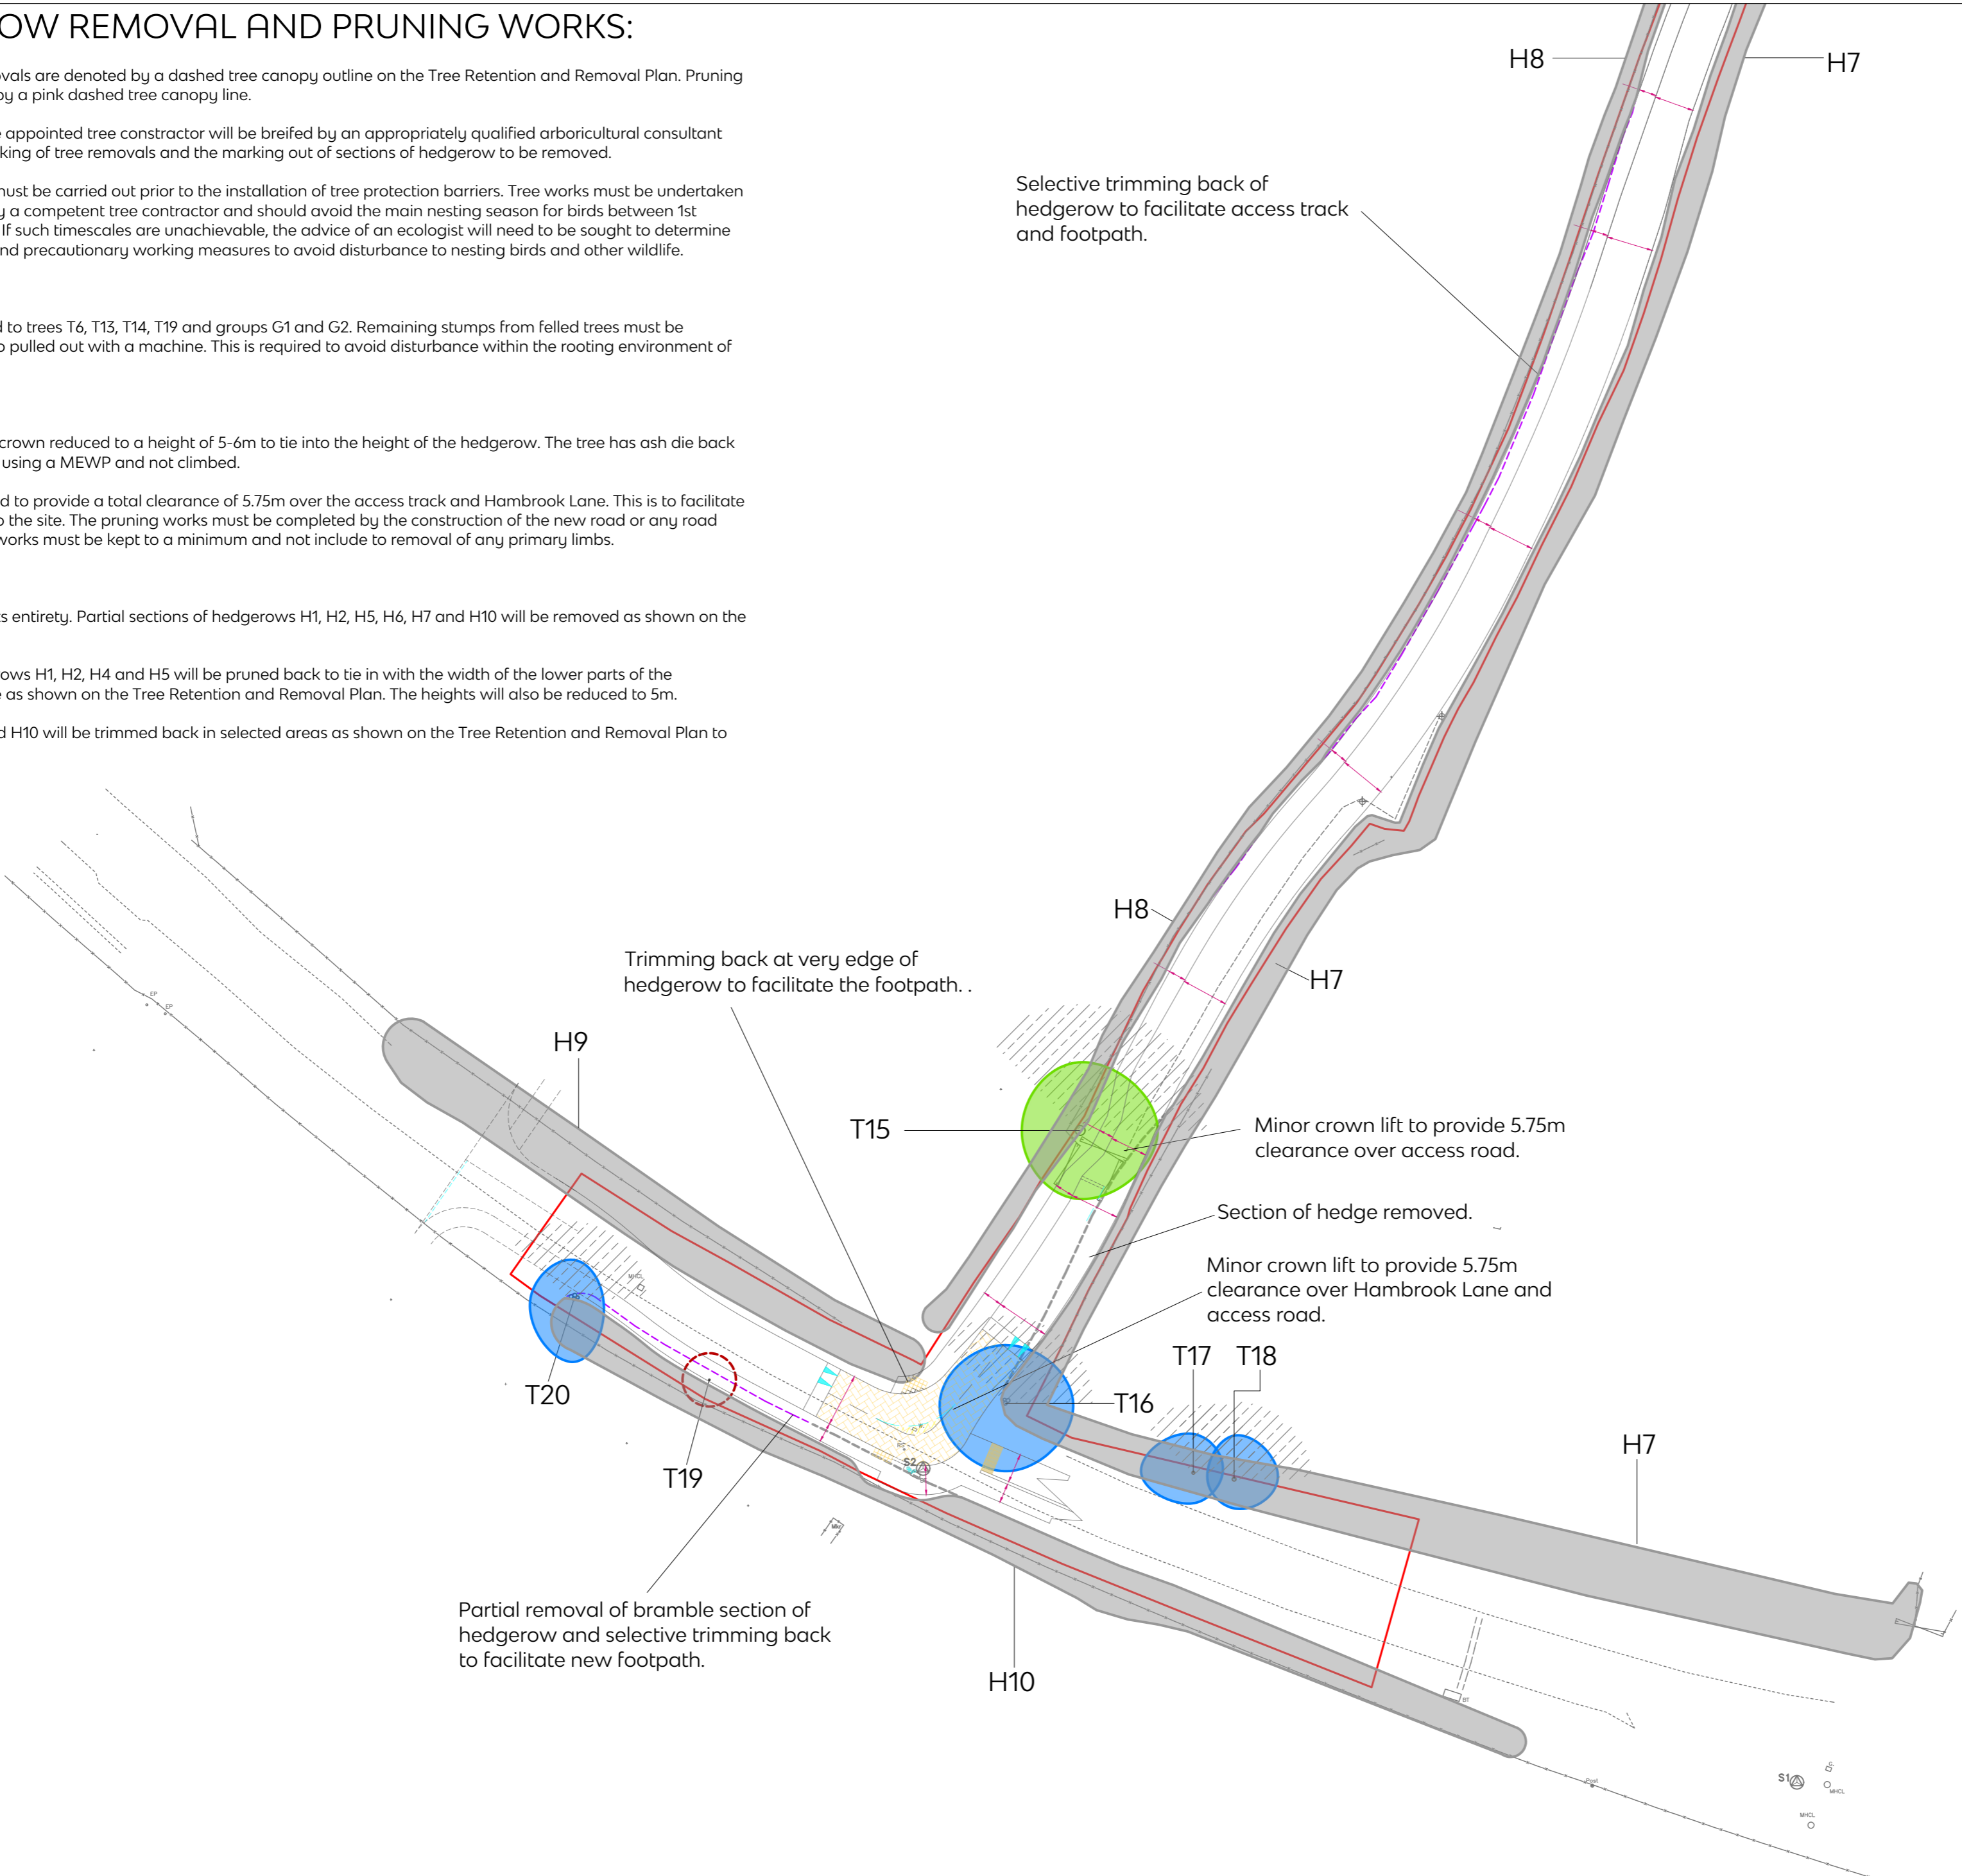 OW REMOVAL AND PRUNING WORKS:
vals are denoted by a dashed tree canopy outline on the Tree Retention and Removal Plan. Pruning
by a pink dashed tree canopy line.
e appointed tree constractor will be breifed by an appropriately qualified arboricultural consultant
king of tree removals and the marking out of sections of hedgerow to be removed.
must be carried out prior to the installation of tree protection barriers. Tree works must be undertaken
y a competent tree contractor and should avoid the main nesting season for birds between 1st
If such timescales are unachievable, the advice of an ecologist will need to be sought to determine
nd precautionary working measures to avoid disturbance to nesting birds and other wildlife.
d to trees T6, T13, T14, T19 and groups G1 and G2. Remaining stumps from felled trees must be
o pulled out with a machine. This is required to avoid disturbance within the rooting environment of
crown reduced to a height of 5-6m to tie into the height of the hedgerow. The tree has ash die back
using a MEWP and not climbed.
d to provide a total clearance of 5.75m over the access track and Hambrook Lane. This is to facilitate
o the site. The pruning works must be completed by the construction of the new road or any road
works must be kept to a minimum and not include to removal of any primary limbs.
ts entirety. Partial sections of hedgerows H1, H2, H5, H6, H7 and H10 will be removed as shown on the
ows H1, H2, H4 and H5 will be pruned back to tie in with the width of the lower parts of the
e as shown on the Tree Retention and Removal Plan. The heights will also be reduced to 5m.
d H10 will be trimmed back in selected areas as shown on the Tree Retention and Removal Plan to
H8
H7
Selective trimming back of
hedgerow to facilitate access track
and footpath.
H8
H7
Trimming back at very edge of
hedgerow to facilitate the footpath. .
EP
EP
H9
T15
Minor crown lift to provide 5.75m
clearance over access road.
Section of hedge removed.
Minor crown lift to provide 5.75m
clearance over Hambrook Lane and
access road.
MHCL
T20
T19
T17
T18
T16
S2
H7
Partial removal of bramble section of
hedgerow and selective trimming back
to facilitate new footpath.
H10
BT
Post
S1
MHCL
MHCL